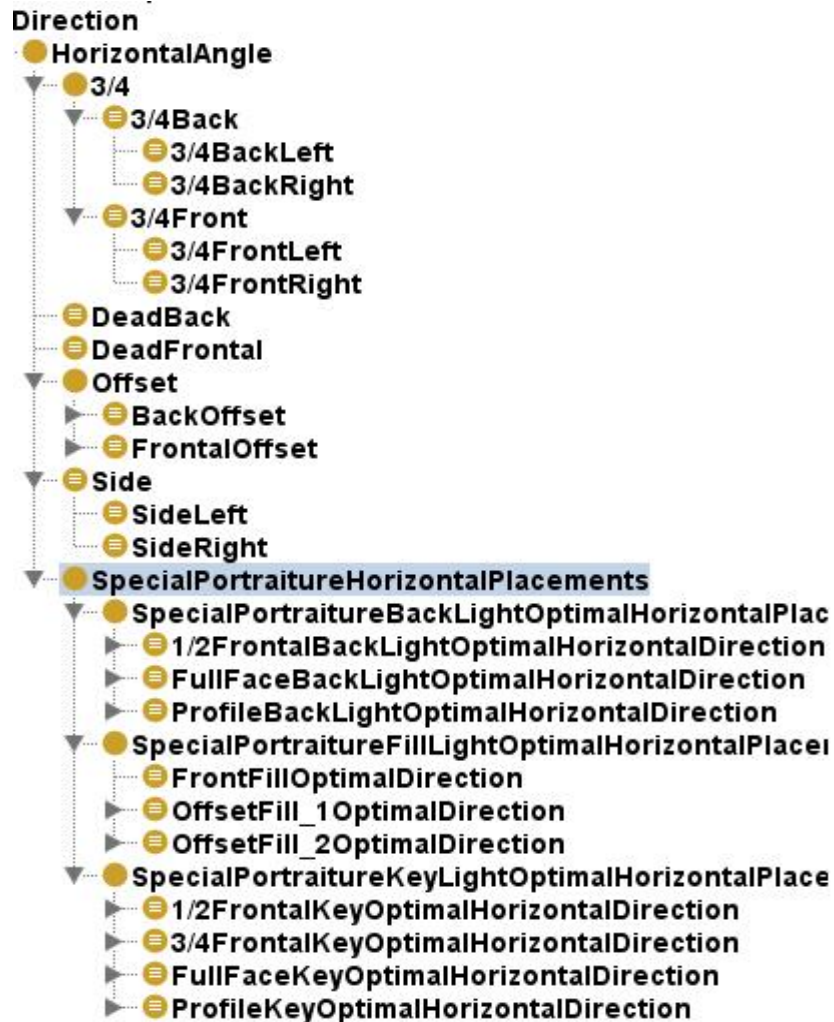 Direction
HorizontalAngle
3/4
3/4Back
3/4BackLeft
3/4BackRight
3/4Front
3/4FrontLeft
3/4FrontRight
DeadBack
DeadFrontal
Offset
BackOffset
FrontalOffset
Side
SideLeft
SideRight
SpecialPortraitureHorizontalPlacements
SpecialPortraitureBackLightOptimalHorizontalPlac
1/2FrontalBackLightOptimalHorizontalDirection
FullFaceBackLightOptimalHorizontalDirection
ProfileBackLightOptimalHorizontalDirection
SpecialPortraitureFillLightOptimalHorizontalPlace
FrontFillOptimalDirection
OffsetFill_1OptimalDirection
OffsetFill_2OptimalDirection
SpecialPortraitureKeyLightOptimalHorizontalPlace
1/2FrontalKeyOptimalHorizontalDirection
3/4FrontalKeyOptimalHorizontalDirection
FullFaceKeyOptimalHorizontalDirection
ProfileKeyOptimalHorizontalDirection